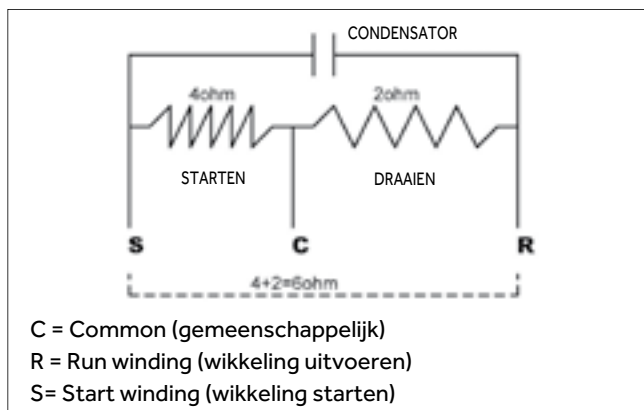 CONDENSATOR
4ohm 2ohm
STARTEN DRAAIEN
S C R
4+2=6ohm
C = Common (gemeenschappelijk)
R = Run winding (wikkeling uitvoeren)
S= Start winding (wikkeling starten)